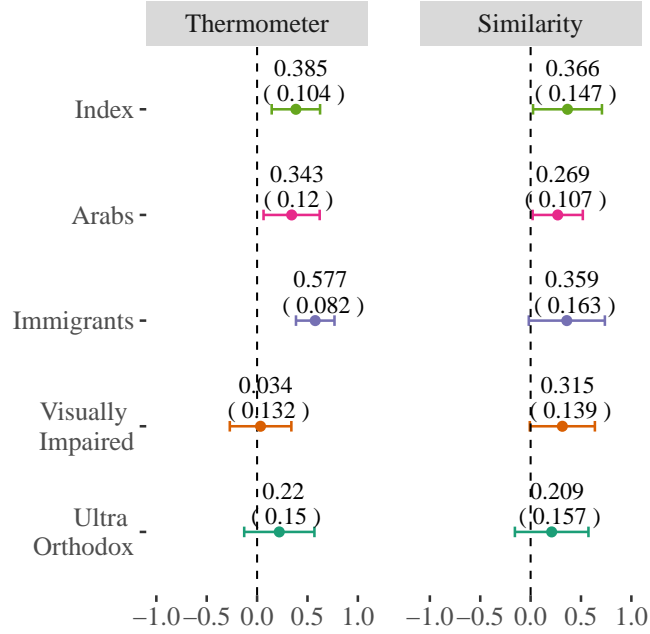 Thermometer Similarity
0.385 0.366
( 0.104 ) ( 0.147 )
Index
0.343 0.269
( 0.12 ) ( 0.107 )
Arabs
0.577 0.359
( 0.082 ) ( 0.163 )
Immigrants
0.034 0.315
( 0.132 ) ( 0.139 )
Visually
Impaired
0.22 0.209
( 0.15 ) ( 0.157 )
Ultra
Orthodox
−1.0 −0.5 0.0 0.5 1.0 −1.0 −0.5 0.0 0.5 1.0